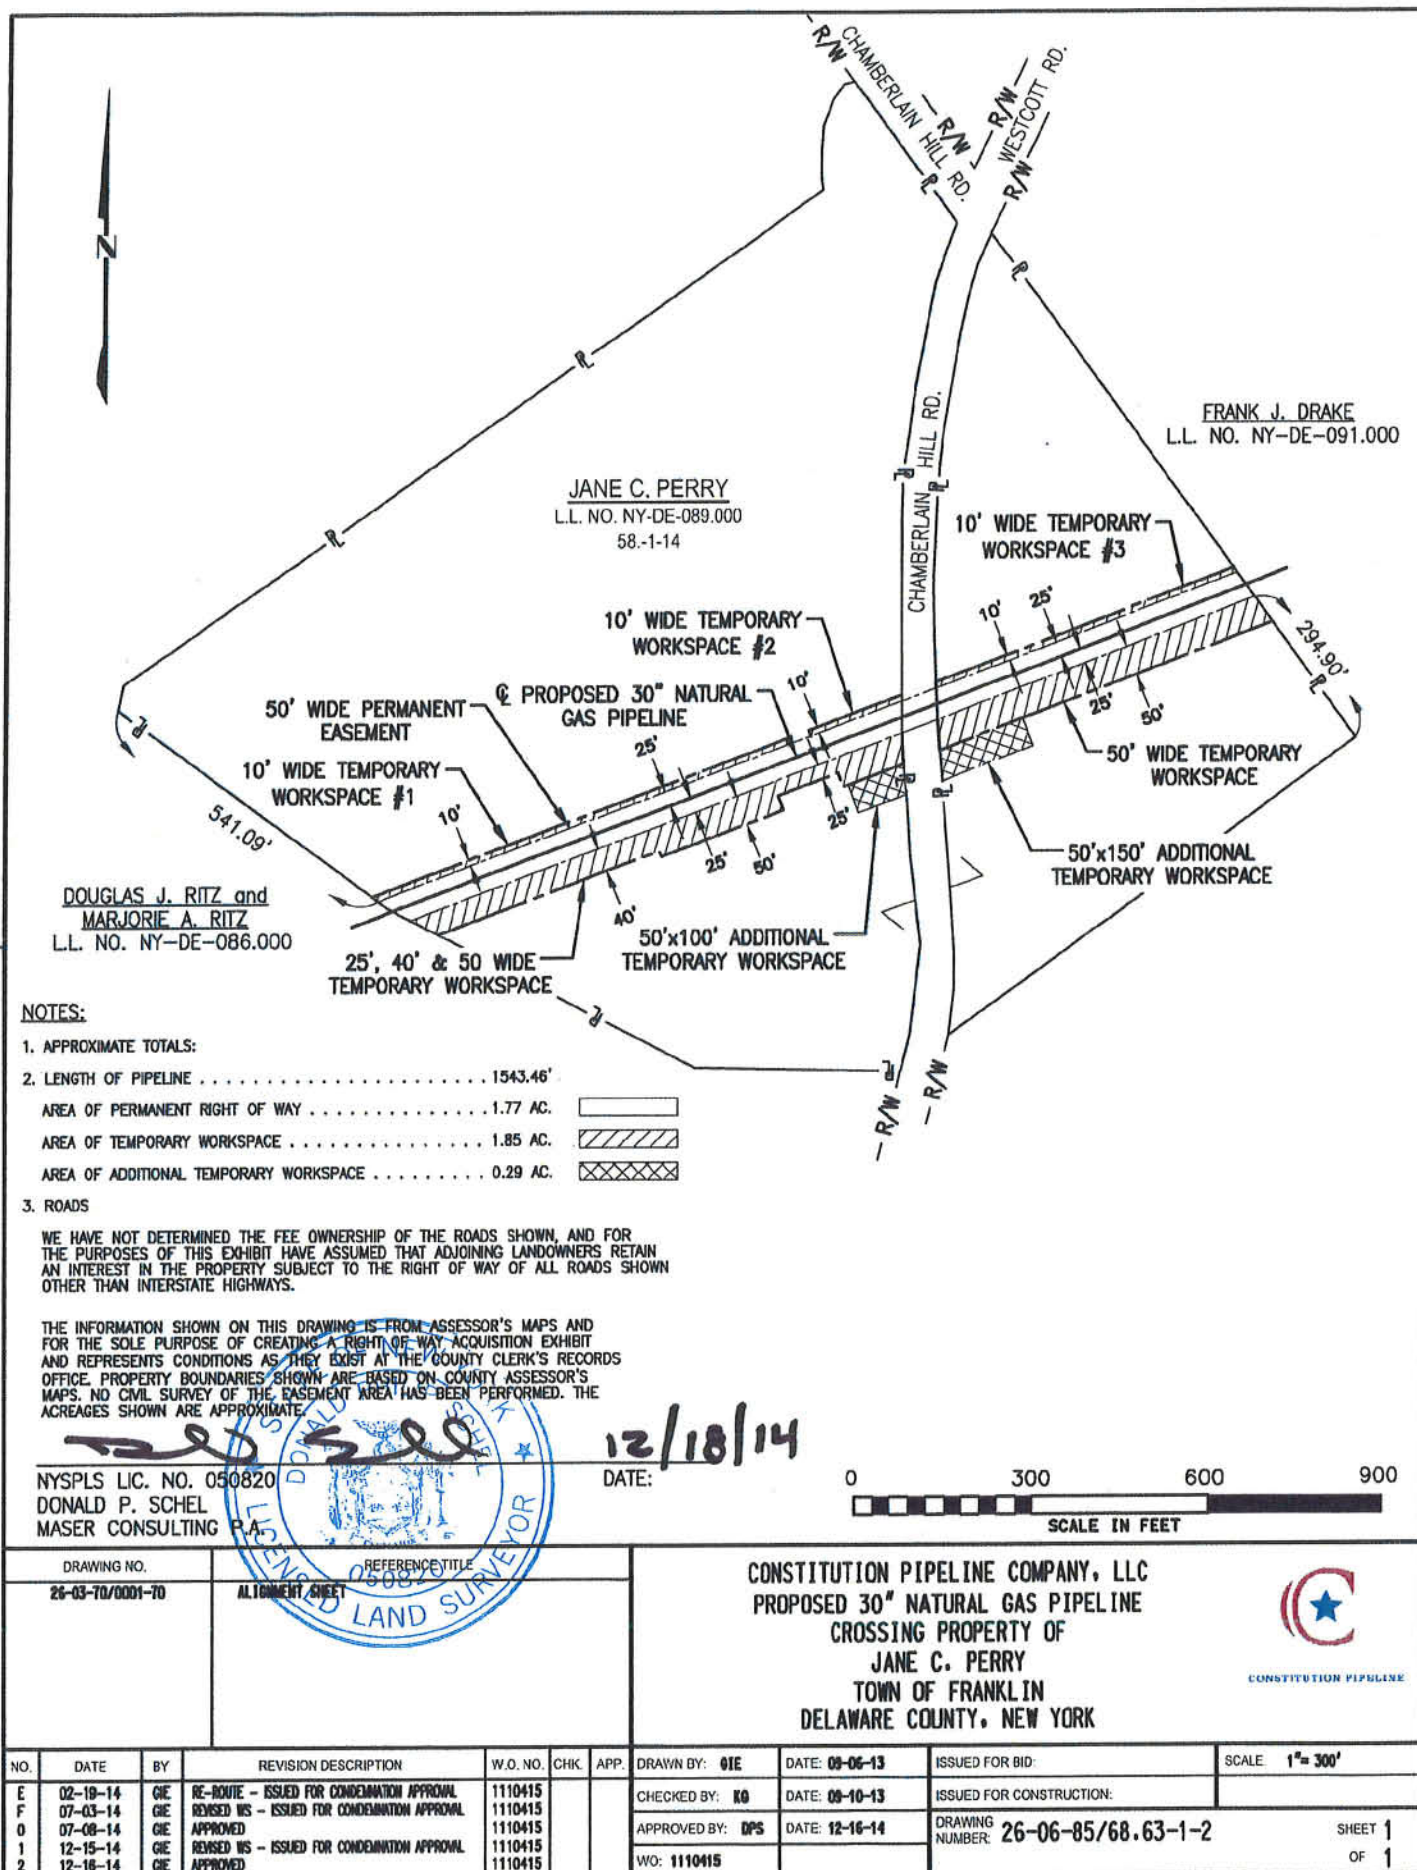 CHAMBERLAIN HILL RD.
WESTCOTT RD.
R/W
R/W
R/W
R/W
N
FRANK J. DRAKE
L.L. NO. NY-DE-091.000
JANE C. PERRY
L.L. NO. NY-DE-089.000
58.-1-14
CHAMBERLAIN HILL RD.
10' WIDE TEMPORARY
WORKSPACE #3
10' WIDE TEMPORARY
WORKSPACE #2
10'
25'
294.90'
50' WIDE PERMANENT
EASEMENT
℄ PROPOSED 30" NATURAL
GAS PIPELINE
10'
25'
25'
50'
10' WIDE TEMPORARY
WORKSPACE #1
50' WIDE TEMPORARY
WORKSPACE
541.09'
10'
25'
25'
50'
40'
50'x150' ADDITIONAL
TEMPORARY WORKSPACE
DOUGLAS J. RITZ and
MARJORIE A. RITZ
L.L. NO. NY-DE-086.000
50'x100' ADDITIONAL
TEMPORARY WORKSPACE
25', 40' & 50 WIDE
TEMPORARY WORKSPACE
R/W
R/W
NOTES:
1. APPROXIMATE TOTALS:
2. LENGTH OF PIPELINE . . . . . . . . . . . . . . . . . . . . . . . 1543.46'
AREA OF PERMANENT RIGHT OF WAY . . . . . . . . . . . . . . 1.77 AC.
AREA OF TEMPORARY WORKSPACE . . . . . . . . . . . . . . . 1.85 AC.
AREA OF ADDITIONAL TEMPORARY WORKSPACE . . . . . . . . . 0.29 AC.
3. ROADS
WE HAVE NOT DETERMINED THE FEE OWNERSHIP OF THE ROADS SHOWN, AND FOR
THE PURPOSES OF THIS EXHIBIT HAVE ASSUMED THAT ADJOINING LANDOWNERS RETAIN
AN INTEREST IN THE PROPERTY SUBJECT TO THE RIGHT OF WAY OF ALL ROADS SHOWN
OTHER THAN INTERSTATE HIGHWAYS.
THE INFORMATION SHOWN ON THIS DRAWING IS FROM ASSESSOR'S MAPS AND
FOR THE SOLE PURPOSE OF CREATING A RIGHT OF WAY ACQUISITION EXHIBIT
AND REPRESENTS CONDITIONS AS THEY EXIST AT THE COUNTY CLERK'S RECORDS
OFFICE. PROPERTY BOUNDARIES SHOWN ARE BASED ON COUNTY ASSESSOR'S
MAPS. NO CIVIL SURVEY OF THE EASEMENT AREA HAS BEEN PERFORMED. THE
ACREAGES SHOWN ARE APPROXIMATE.
STATE OF NEW YORK
SCHEL
050820
LICENSED LAND SURVEYOR
NYSPLS LIC. NO. 050820
DONALD P. SCHEL
MASER CONSULTING P.A.
DATE: 12/18/14
0 300 600 900
SCALE IN FEET
DRAWING NO. REFERENCE TITLE
26-03-70/0001-70 ALIGNMENT SHEET
CONSTITUTION PIPELINE COMPANY, LLC
PROPOSED 30" NATURAL GAS PIPELINE
CROSSING PROPERTY OF
JANE C. PERRY
TOWN OF FRANKLIN
DELAWARE COUNTY, NEW YORK
CONSTITUTION PIPELINE
NO. DATE BY REVISION DESCRIPTION W.O. NO. CHK. APP.
E 02-19-14 GIE RE-ROUTE - ISSUED FOR CONDEMNATION APPROVAL 1110415
F 07-03-14 GIE REVISED WS - ISSUED FOR CONDEMNATION APPROVAL 1110415
0 07-08-14 GIE APPROVED 1110415
1 12-15-14 GIE REVISED WS - ISSUED FOR CONDEMNATION APPROVAL 1110415
2 12-16-14 GIE APPROVED 1110415
DRAWN BY: GIE DATE: 09-06-13 ISSUED FOR BID: SCALE 1"= 300'
CHECKED BY: KG DATE: 09-10-13 ISSUED FOR CONSTRUCTION:
APPROVED BY: DPS DATE: 12-16-14 DRAWING NUMBER: 26-06-85/68.63-1-2 SHEET 1
WO: 1110415 OF 1